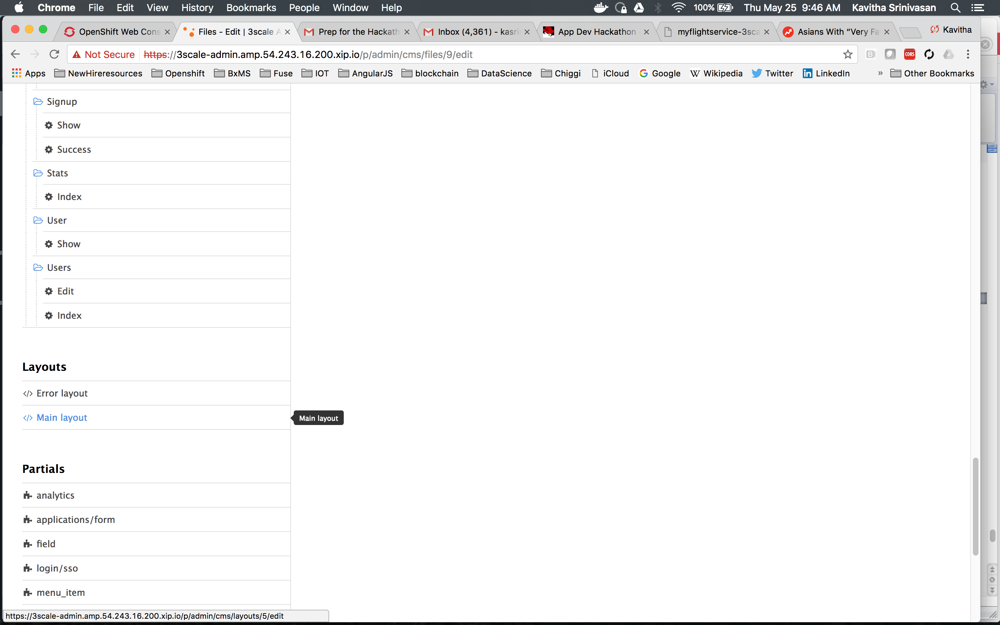 Chrome File Edit View History Bookmarks People Window Help 100% Thu May 25 9:46 AM Kavitha Srinivasan
OpenShift Web Cons Files - Edit | 3scale A Prep for the Hackath Inbox (4,361) - kasri App Dev Hackathon - myflightservice-3sca Asians With “Very Fa Kavitha
Not Secure https://3scale-admin.amp.54.243.16.200.xip.io/p/admin/cms/files/9/edit CORS
Apps NewHireresources Openshift BxMS Fuse IOT AngularJS blockchain DataScience Chiggi iCloud Google Wikipedia Twitter LinkedIn » Other Bookmarks
Signup
Show
Success
Stats
Index
User
Show
Users
Edit
Index
Layouts
</> Error layout
</> Main layout
Main layout
Partials
analytics
applications/form
field
login/sso
menu_item
https://3scale-admin.amp.54.243.16.200.xip.io/p/admin/cms/layouts/5/edit